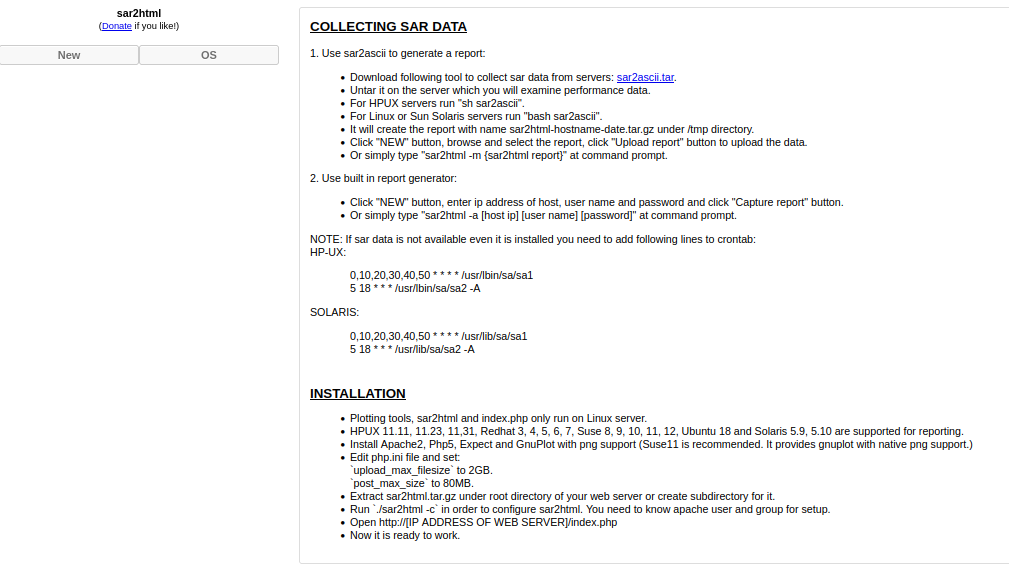 sar2html
(Donate if you like!)
New
OS
COLLECTING SAR DATA
1. Use sar2ascii to generate a report:
Download following tool to collect sar data from servers: sar2ascii.tar.
Untar it on the server which you will examine performance data.
For HPUX servers run "sh sar2ascii".
For Linux or Sun Solaris servers run "bash sar2ascii".
It will create the report with name sar2html-hostname-date.tar.gz under /tmp directory.
Click "NEW" button, browse and select the report, click "Upload report" button to upload the data.
Or simply type "sar2html -m {sar2html report}" at command prompt.
2. Use built in report generator:
Click "NEW" button, enter ip address of host, user name and password and click "Capture report" button.
Or simply type "sar2html -a [host ip] [user name] [password]" at command prompt.
NOTE: If sar data is not available even it is installed you need to add following lines to crontab:
HP-UX:
0,10,20,30,40,50 * * * * /usr/lbin/sa/sa1
5 18 * * * /usr/lbin/sa/sa2 -A
SOLARIS:
0,10,20,30,40,50 * * * * /usr/lib/sa/sa1
5 18 * * * /usr/lib/sa/sa2 -A
INSTALLATION
Plotting tools, sar2html and index.php only run on Linux server.
HPUX 11.11, 11.23, 11,31, Redhat 3, 4, 5, 6, 7, Suse 8, 9, 10, 11, 12, Ubuntu 18 and Solaris 5.9, 5.10 are supported for reporting.
Install Apache2, Php5, Expect and GnuPlot with png support (Suse11 is recommended. It provides gnuplot with native png support.)
Edit php.ini file and set:
`upload_max_filesize` to 2GB.
`post_max_size` to 80MB.
Extract sar2html.tar.gz under root directory of your web server or create subdirectory for it.
Run `./sar2html -c` in order to configure sar2html. You need to know apache user and group for setup.
Open http://[IP ADDRESS OF WEB SERVER]/index.php
Now it is ready to work.